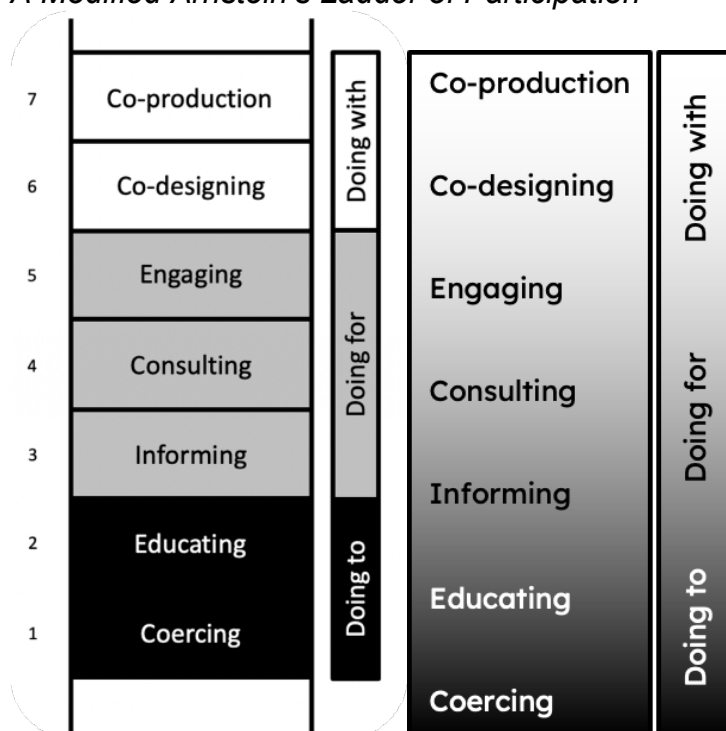 A Modified Arnstein's Ladder of Participation
7
Co-production
6
Co-designing
5
Engaging
4
Consulting
3
Informing
2
Educating
1
Coercing
Doing with
Doing for
Doing to
Co-production
Co-designing
Engaging
Consulting
Informing
Educating
Coercing
Doing with
Doing for
Doing to